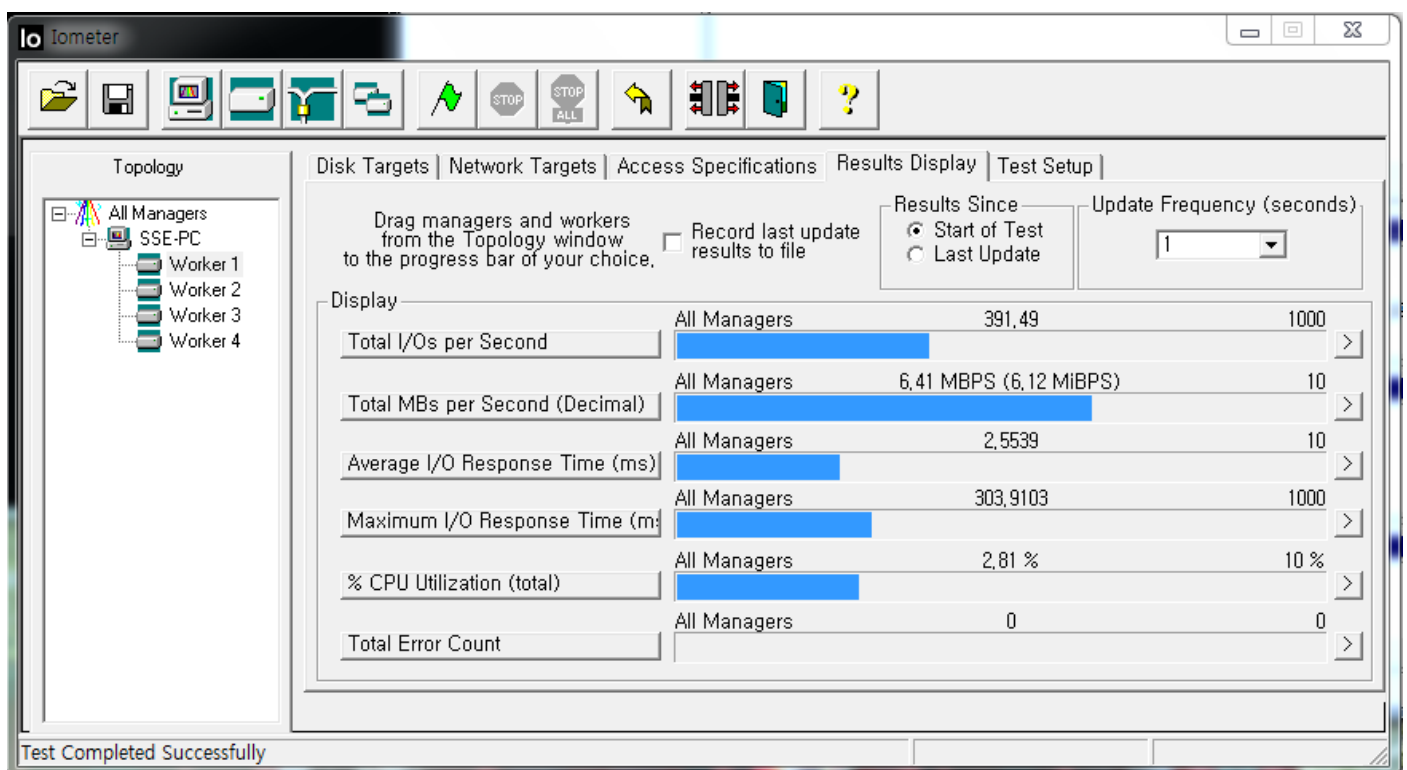 Io Iometer
STOP
STOP
ALL
Topology
All Managers
SSE-PC
Worker 1
Worker 2
Worker 3
Worker 4
Disk Targets Network Targets Access Specifications Results Display Test Setup
Drag managers and workers
from the Topology window
to the progress bar of your choice.
Record last update
results to file
Results Since
Start of Test
Last Update
Update Frequency (seconds)
1
Display
All Managers 391,49 1000
Total I/Os per Second >
All Managers 6,41 MBPS (6,12 MiBPS) 10
Total MBs per Second (Decimal) >
All Managers 2,5539 10
Average I/O Response Time (ms) >
All Managers 303,9103 1000
Maximum I/O Response Time (ms >
All Managers 2,81 % 10 %
% CPU Utilization (total) >
All Managers 0 0
Total Error Count >
Test Completed Successfully